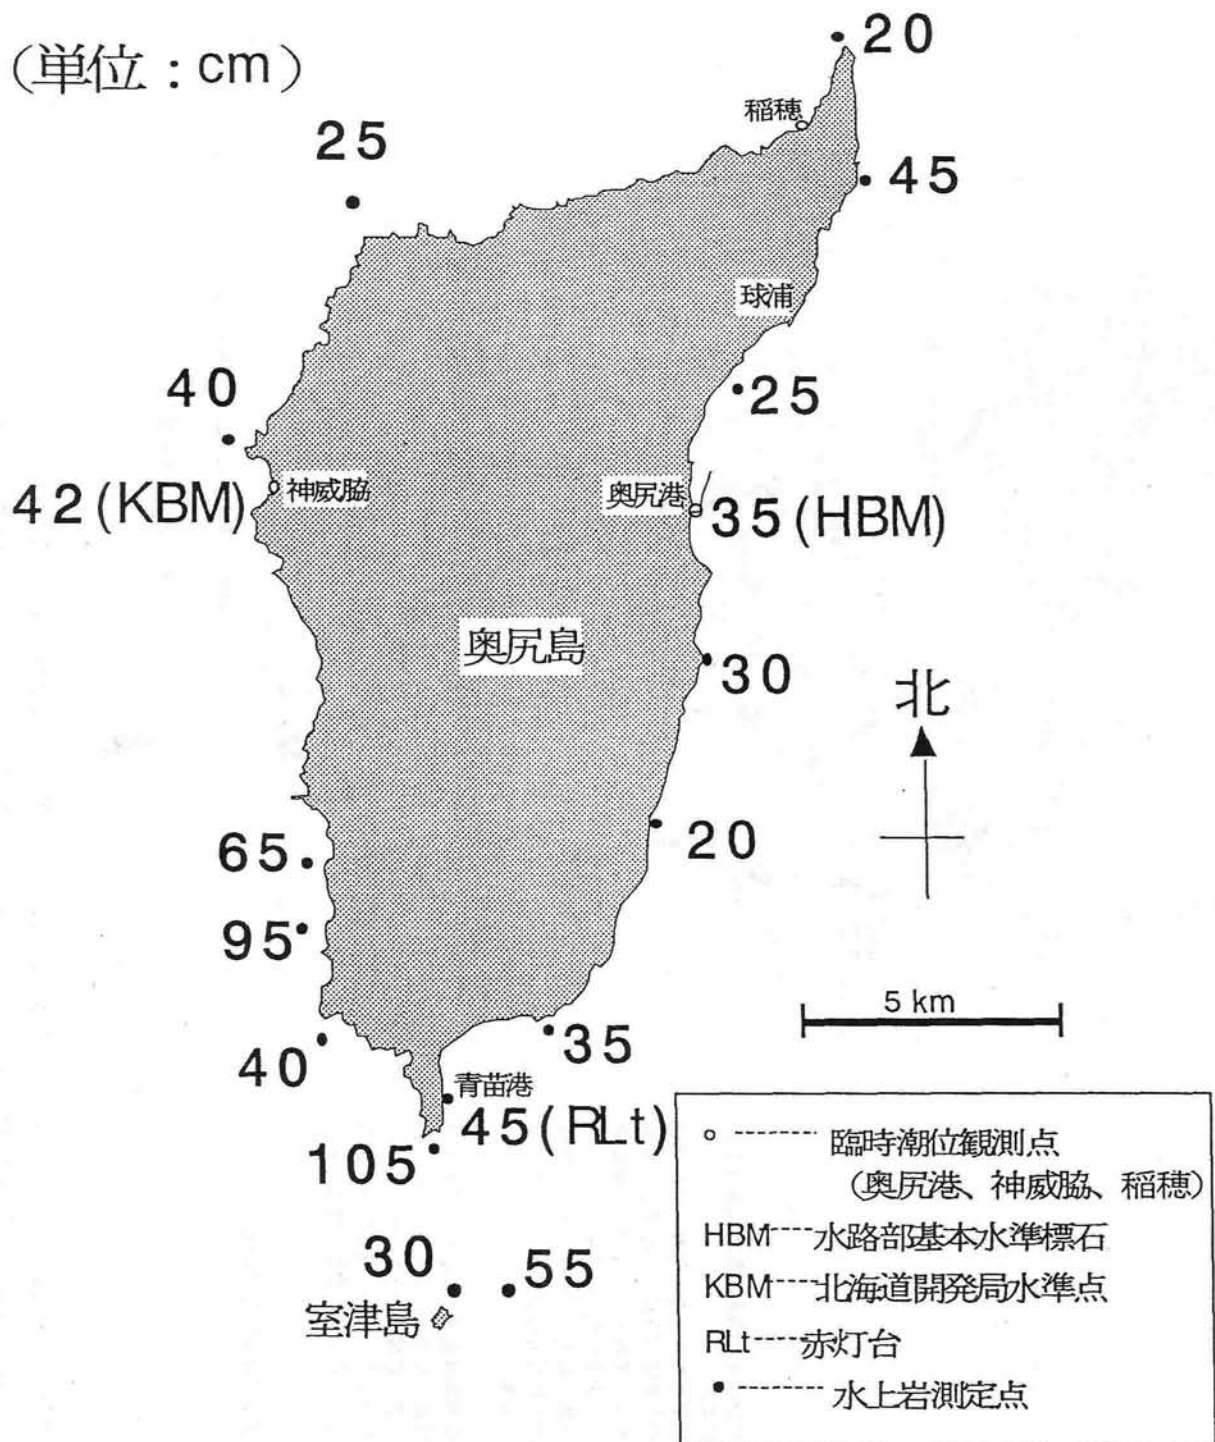 (単位：cm)
20
稲穂
25
45
球浦
40
25
42(KBM)
神威脇
奥尻港
35(HBM)
奥尻島
30
北
65
20
95
5 km
40
35
青苗港
45(RLt)
105
30
55
室津島
○ ---------- 臨時潮位観測点
(奥尻港、神威脇、稲穂)
HBM----水路部基本水準標石
KBM----北海道開発局水準点
RLt----赤灯台
• ---------- 水上岩測定点